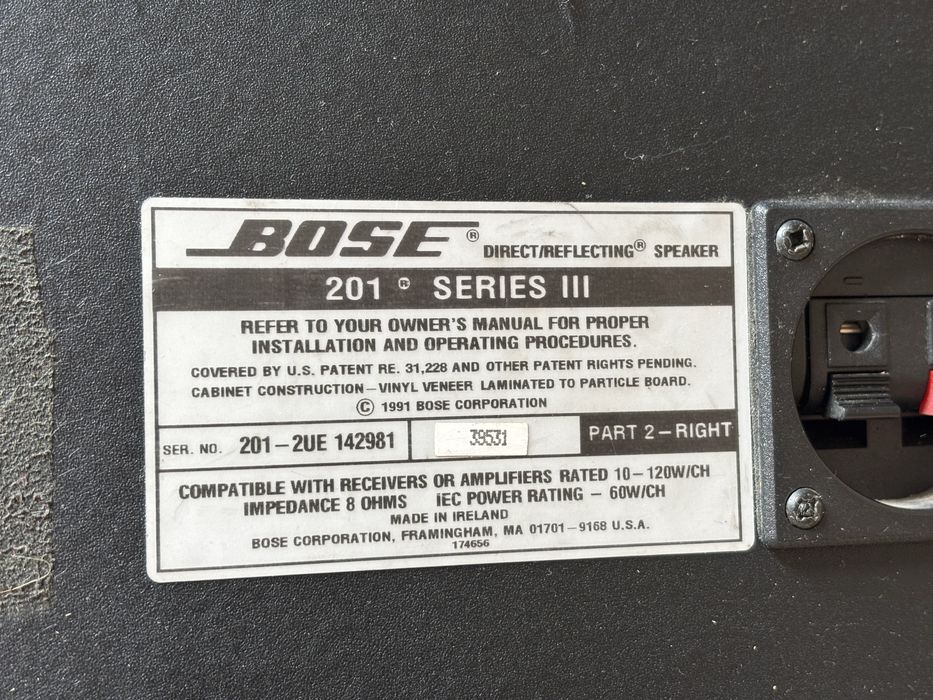 BOSE® DIRECT/REFLECTING® SPEAKER
201® SERIES III
REFER TO YOUR OWNER'S MANUAL FOR PROPER
INSTALLATION AND OPERATING PROCEDURES.
COVERED BY U.S. PATENT RE. 31,228 AND OTHER PATENT RIGHTS PENDING.
CABINET CONSTRUCTION—VINYL VENEER LAMINATED TO PARTICLE BOARD.
© 1991 BOSE CORPORATION
SER. NO. 201-2UE 142981 39531 PART 2-RIGHT
COMPATIBLE WITH RECEIVERS OR AMPLIFIERS RATED 10-120W/CH
IMPEDANCE 8 OHMS IEC POWER RATING - 60W/CH
MADE IN IRELAND
BOSE CORPORATION, FRAMINGHAM, MA 01701-9168 U.S.A.
174656